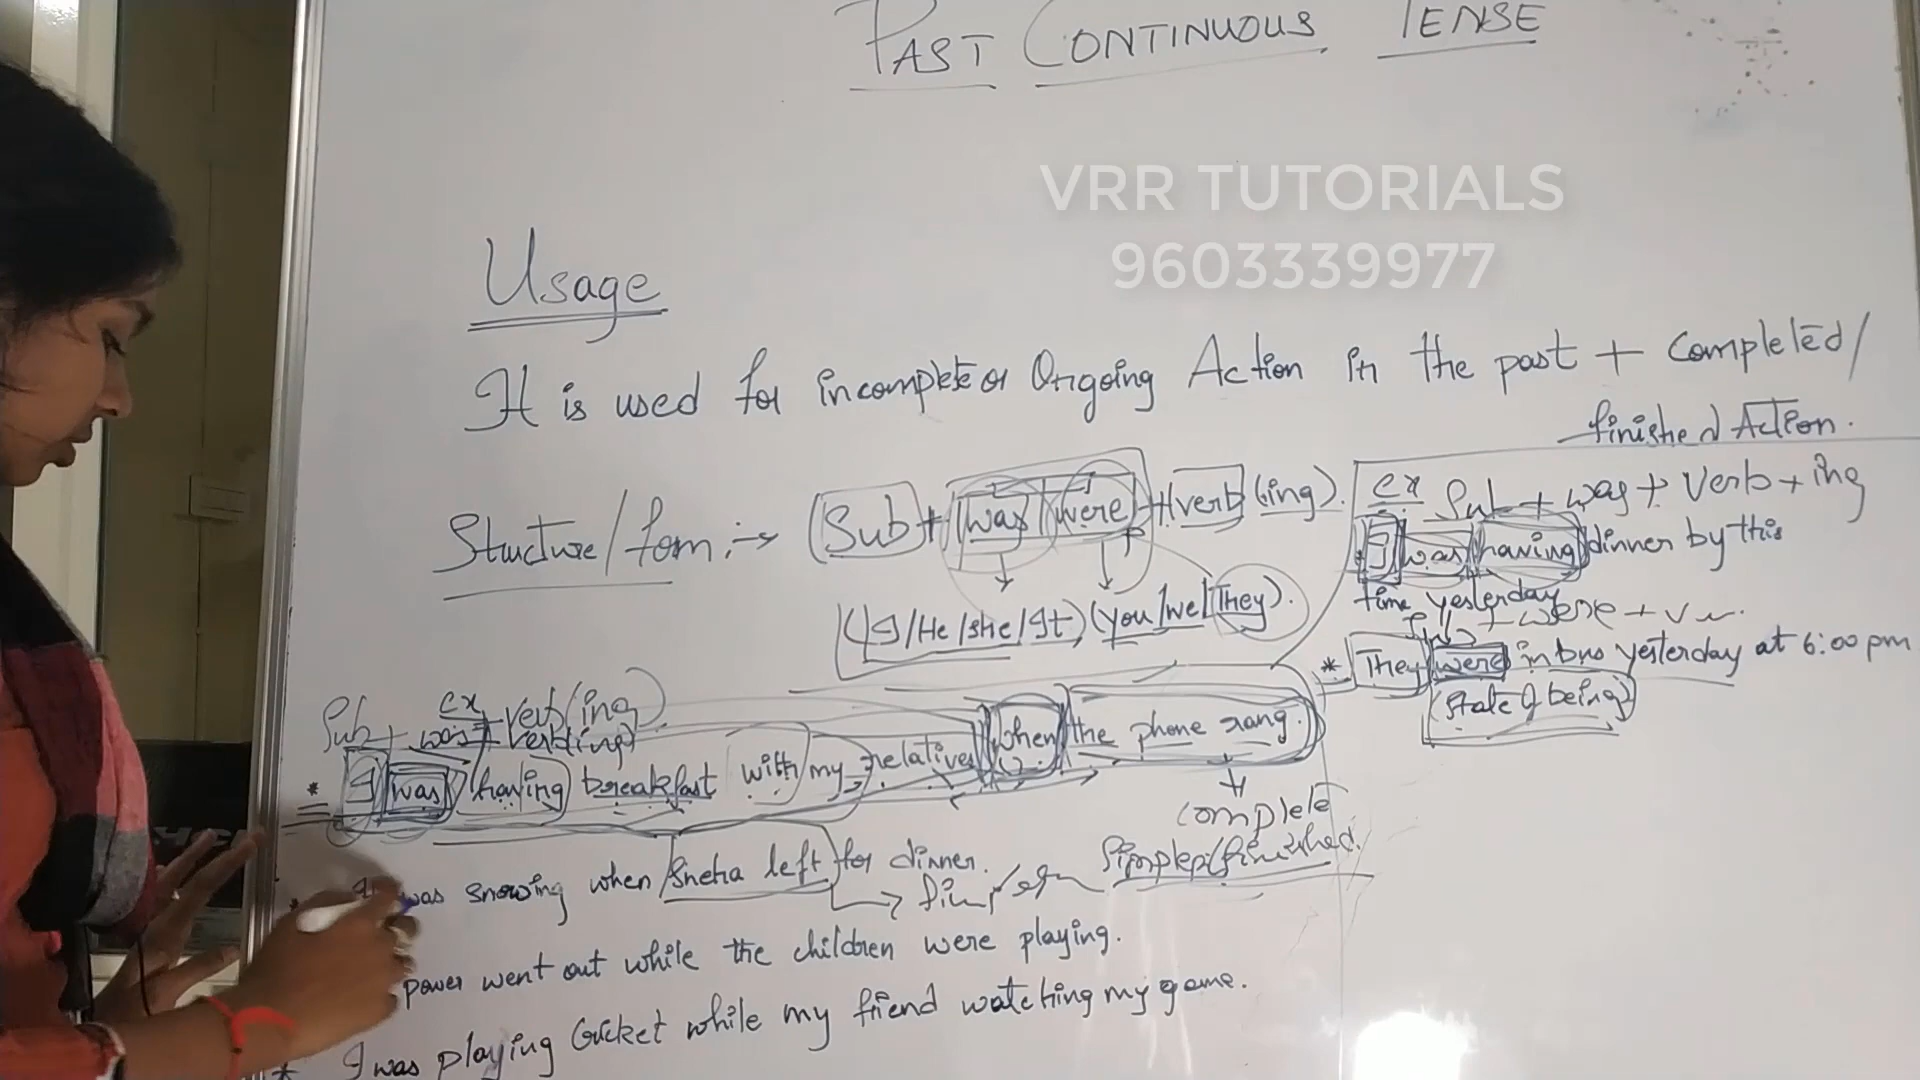 PAST CONTINUOUS TENSE
VRR TUTORIALS
9603339977
Usage
It is used for incomplete or Ongoing Action in the past + Completed/
finished Action.
Structure/form :-> (Sub + was/were + verb (ing).
(I/He/she/It) (you/we/They).
ex Sub + was + Verb + ing
I was having dinner by this
time yesterday
+ were + v
* They were in bus yesterday at 6:00 pm
(State of being)
ex
Sub + was + Verb(ing)
* I was having breakfast with my relatives when the phone rang.
Complete
Simple finished.
was snowing when Sneha left for dinner.
power went out while the children were playing.
* I was playing Cricket while my friend watching my game.